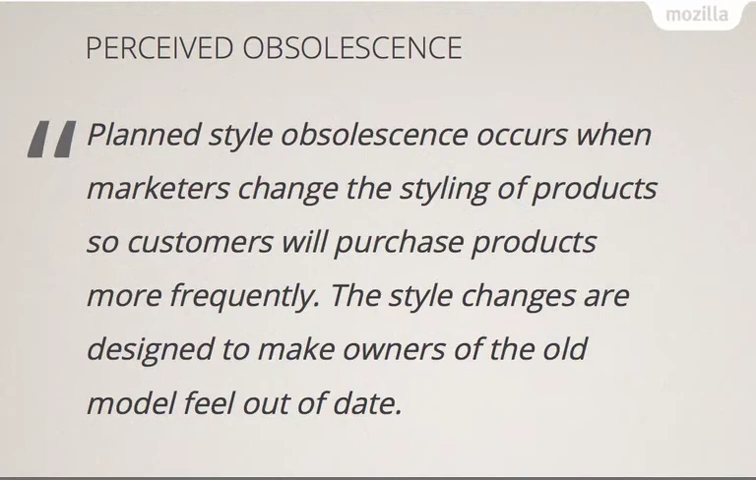 mozilla
PERCEIVED OBSOLESCENCE
“ Planned style obsolescence occurs when
marketers change the styling of products
so customers will purchase products
more frequently. The style changes are
designed to make owners of the old
model feel out of date.